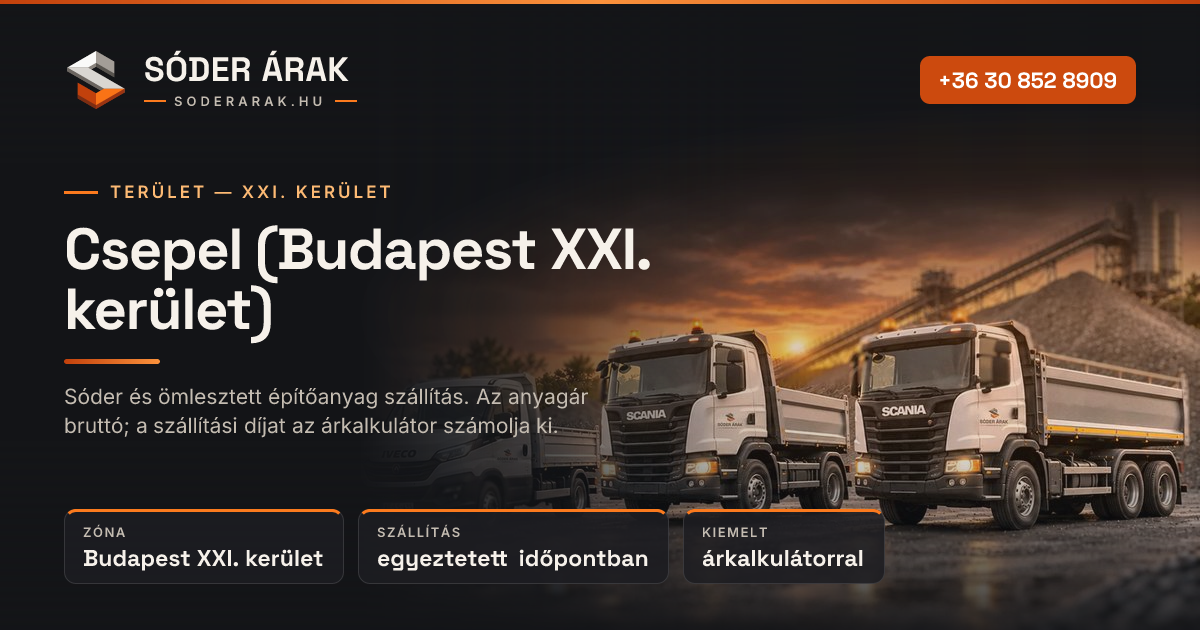 SÓDER ÁRAK
SODERARAK.HU
+36 30 852 8909
TERÜLET — XXI. KERÜLET
Csepel (Budapest XXI.
kerület)
Sóder és ömlesztett építőanyag szállítás. Az anyagár
bruttó; a szállítási díjat az árkalkulátor számolja ki.
IVECO
SCANIA
SÓDER ÁRAK
SCANIA
SÓDER ÁRAK
ZÓNA
Budapest XXI. kerület
SZÁLLÍTÁS
egyeztetett időpontban
KIEMELT
árkalkulátorral